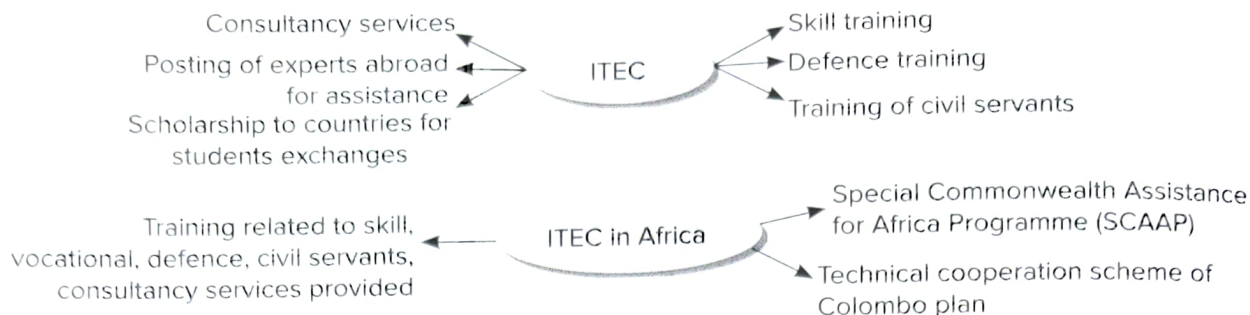 Consultancy services
Posting of experts abroad
for assistance
Scholarship to countries for
students exchanges
ITEC
Skill training
Defence training
Training of civil servants
Training related to skill,
vocational, defence, civil servants,
consultancy services provided
ITEC in Africa
Special Commonwealth Assistance
for Africa Programme (SCAAP)
Technical cooperation scheme of
Colombo plan